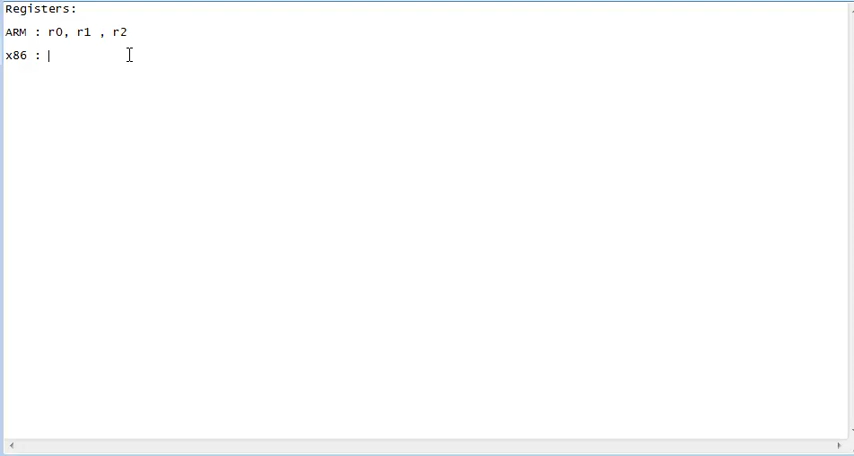 Registers:
ARM : r0, r1 , r2
x86 :